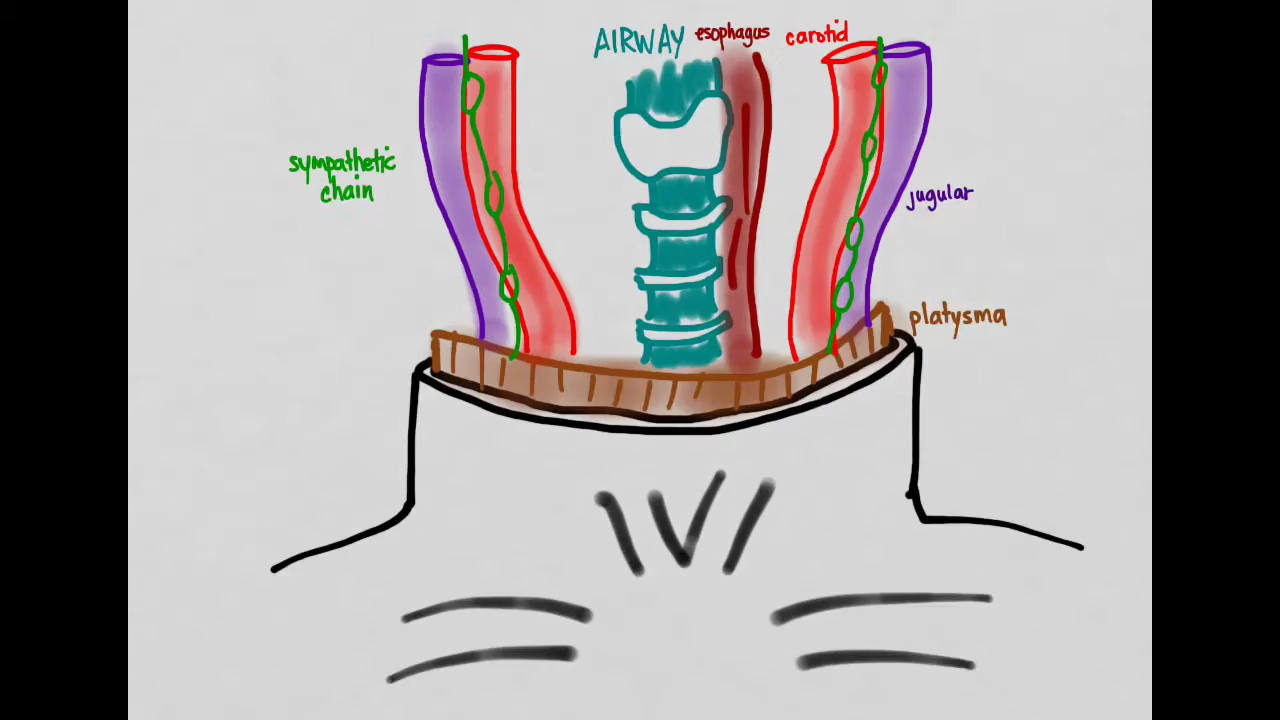 AIRWAY
esophagus
carotid
sympathetic
chain
jugular
platysma